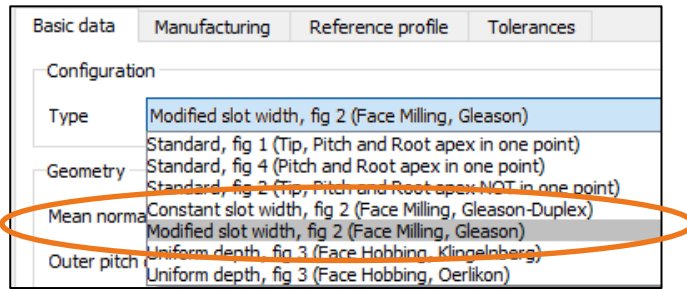 Basic data Manufacturing Reference profile Tolerances
Configuration
Type Modified slot width, fig 2 (Face Milling, Gleason)
Standard, fig 1 (Tip, Pitch and Root apex in one point)
Standard, fig 4 (Pitch and Root apex in one point)
Geometry
Standard, fig 2 (Tip, Pitch and Root apex NOT in one point)
Mean norma Constant slot width, fig 2 (Face Milling, Gleason-Duplex)
Modified slot width, fig 2 (Face Milling, Gleason)
Outer pitch Uniform depth, fig 3 (Face Hobbing, Klingelnberg)
Uniform depth, fig 3 (Face Hobbing, Oerlikon)